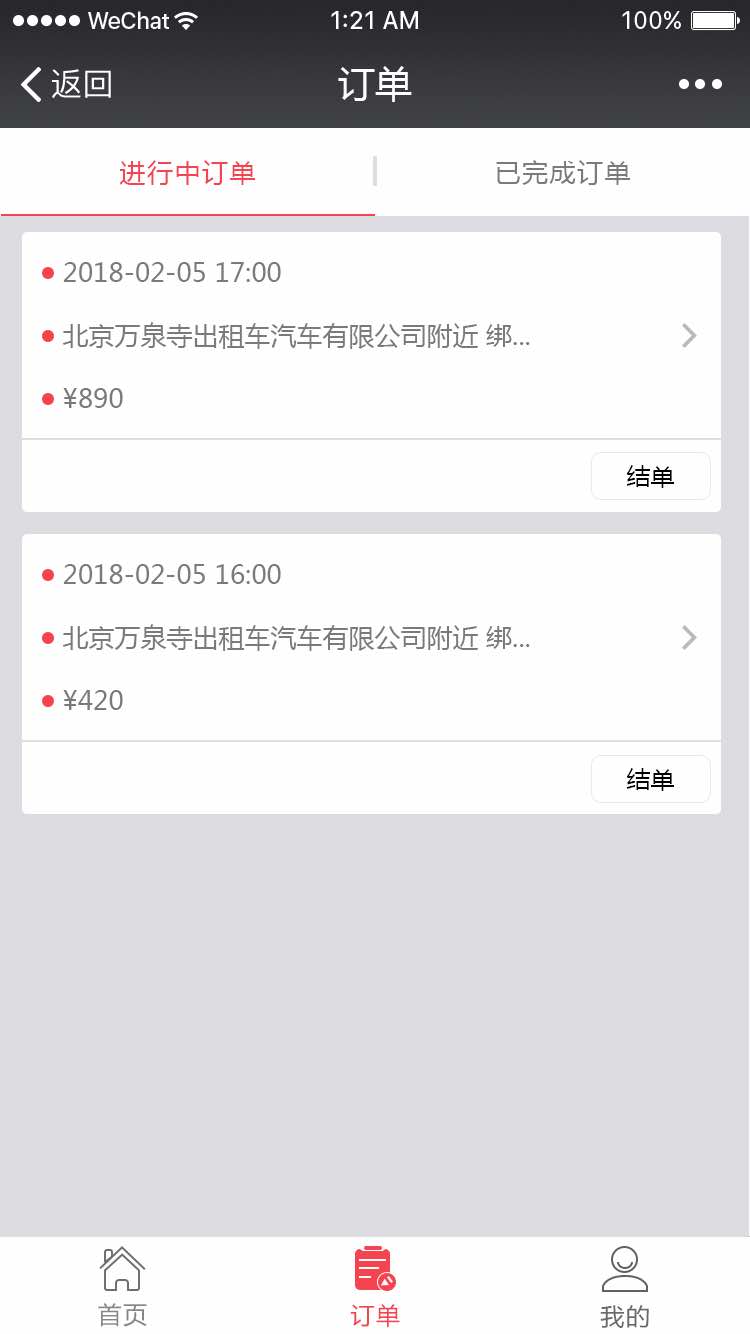 WeChat 1:21 AM 100%
返回 订单
进行中订单 已完成订单
2018-02-05 17:00
北京万泉寺出租车汽车有限公司附近 绑...
¥890
结单
2018-02-05 16:00
北京万泉寺出租车汽车有限公司附近 绑...
¥420
结单
首页 订单 我的